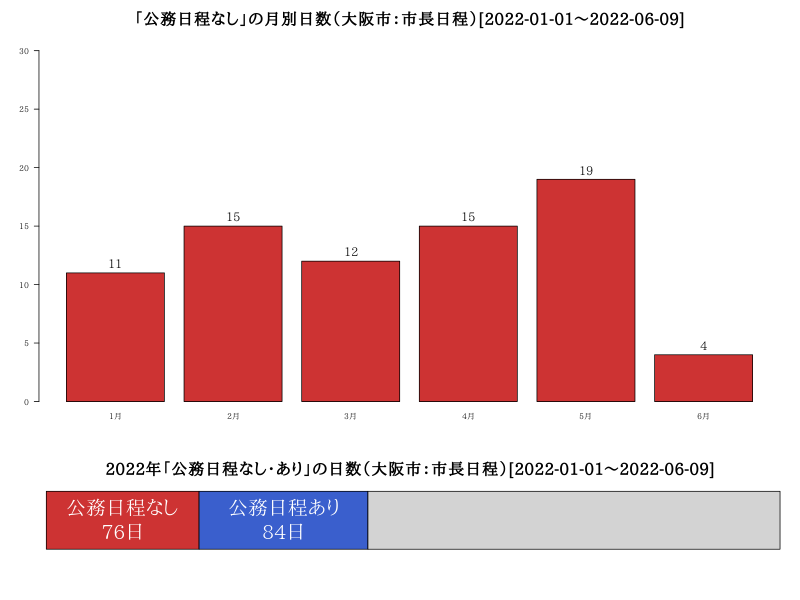 「公務日程なし」の月別日数（大阪市：市長日程）[2022-01-01〜2022-06-09]
30
25
20
15
10
5
0
11
15
12
15
19
4
1月
2月
3月
4月
5月
6月
2022年「公務日程なし・あり」の日数（大阪市：市長日程）[2022-01-01〜2022-06-09]
公務日程なし
76日
公務日程あり
84日